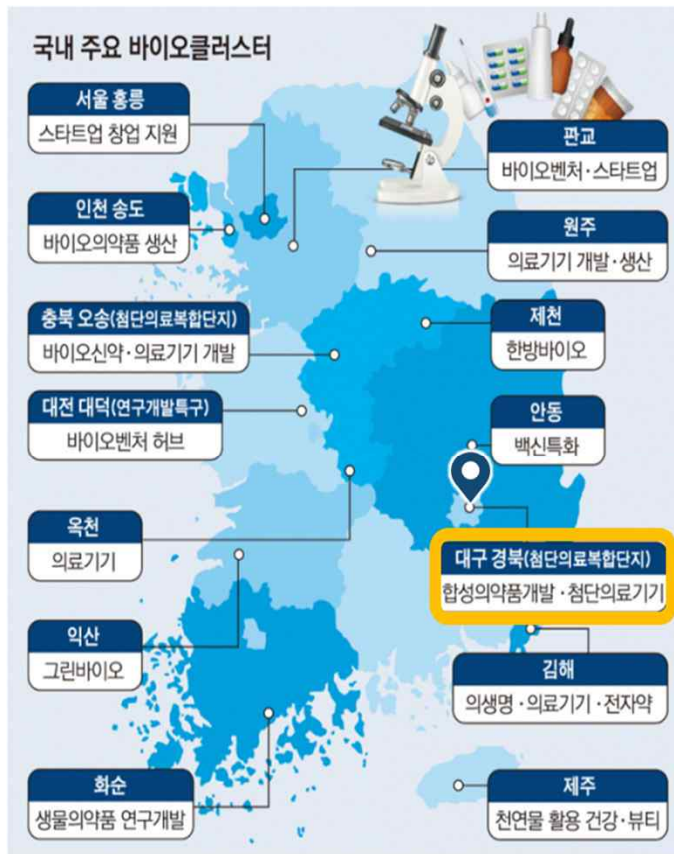 국내 주요 바이오클러스터
서울 홍릉
스타트업 창업 지원
판교
바이오벤처·스타트업
인천 송도
바이오의약품 생산
원주
의료기기 개발·생산
충북 오송(첨단의료복합단지)
바이오신약·의료기기 개발
제천
한방바이오
대전 대덕(연구개발특구)
바이오벤처 허브
안동
백신특화
옥천
의료기기
대구 경북(첨단의료복합단지)
합성의약품개발·첨단의료기기
익산
그린바이오
김해
의생명·의료기기·전자약
화순
생물의약품 연구개발
제주
천연물 활용 건강·뷰티